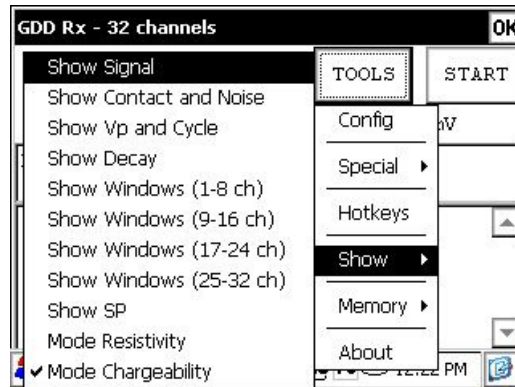 GDD Rx - 32 channels OK
Show Signal
Show Contact and Noise
Show Vp and Cycle
Show Decay
Show Windows (1-8 ch)
Show Windows (9-16 ch)
Show Windows (17-24 ch)
Show Windows (25-32 ch)
Show SP
Mode Resistivity
Mode Chargeability
TOOLS
START
Config
Special
Hotkeys
Show
Memory
About
PM